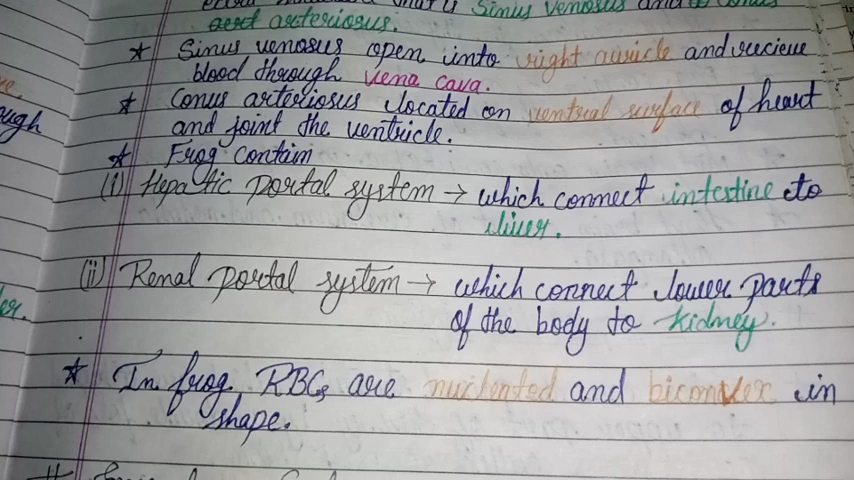 Sinus venosus and
arteriosus.
* Sinus venosus open into right auricle and recieve
blood through vena cava.
* Conus arteriosus located on ventral surface of heart
and joint the ventricle.
* Frog contain
(i) Hepatic portal system → which connect intestine to
liver.
(ii) Renal portal system → which connect lower parts
of the body to kidney.
* In frog RBCs are nucleated and biconvex in
shape.